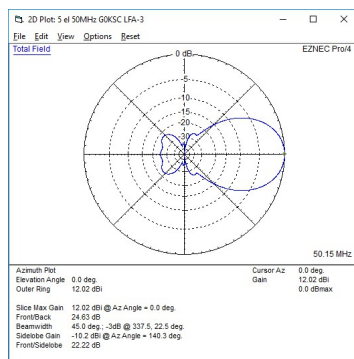 2D Plot: 5 el 50MHz G0KSC LFA-3
File Edit View Options Reset
Total Field
EZNEC Pro/4
0 dB
-5
-10
-15
-20
-30
50.15 MHz
Azimuth Plot
Elevation Angle 0.0 deg.
Outer Ring 12.02 dBi
Cursor Az 0.0 deg.
Gain 12.02 dBi
0.0 dBmax
Slice Max Gain 12.02 dBi @ Az Angle = 0.0 deg.
Front/Back 24.63 dB
Beamwidth 45.0 deg.; -3dB @ 337.5, 22.5 deg.
Sidelobe Gain -10.2 dBi @ Az Angle = 140.3 deg.
Front/Sidelobe 22.22 dB